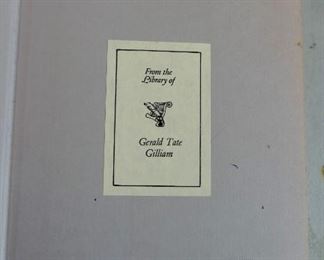 From the
Library of
Gerald Tate
Gilliam